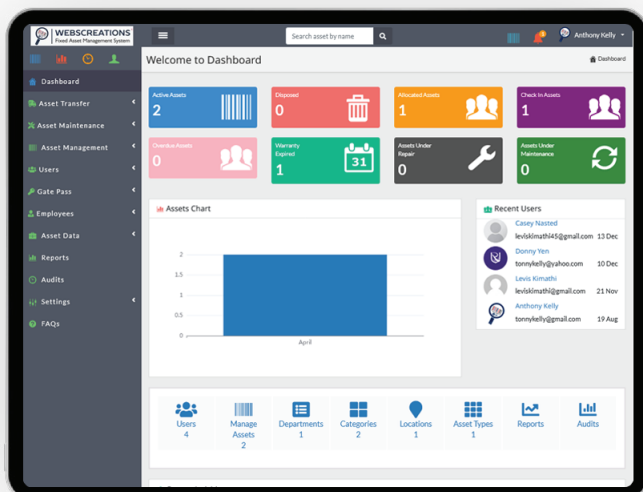 WEBSCREATIONS
Fixed Asset Management System
Search asset by name
Anthony Kelly
Welcome to Dashboard
Dashboard
Dashboard
Asset Transfer
Asset Maintenance
Asset Management
Users
Gate Pass
Employees
Asset Data
Reports
Audits
Settings
FAQs
Active Assets
2
Disposed
0
Allocated Assets
1
Check In Assets
1
Overdue Assets
0
Warranty
Expired
1
31
Assets Under
Repair
0
Assets Under
Maintenance
0
Assets Chart
2
1.5
1
0.5
0
April
Recent Users
Casey Nasted
leviskimathi45@gmail.com 13 Dec
Donny Yen
tonnykelly@yahoo.com 10 Dec
Levis Kimathi
leviskimathi@gmail.com 21 Nov
Anthony Kelly
tonnykelly@gmail.com 19 Aug
Users
4
Manage
Assets
2
Departments
1
Categories
2
Locations
1
Asset Types
1
Reports
Audits